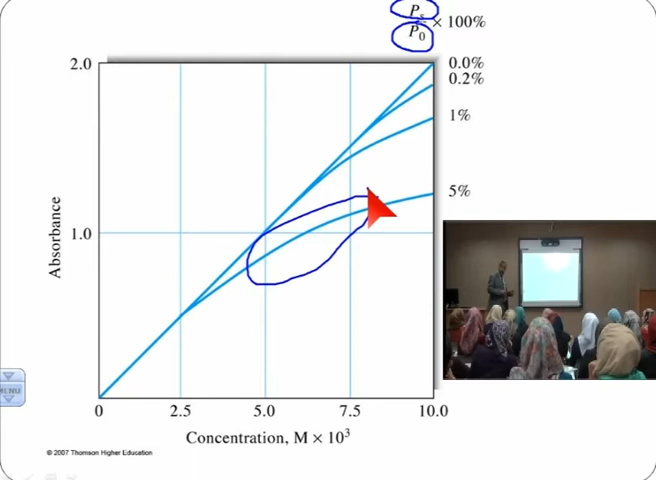 Ps/P0 × 100%
2.0
0.0%
0.2%
1%
5%
Absorbance
1.0
0
2.5
5.0
7.5
10.0
Concentration, M × 10³
© 2007 Thomson Higher Education
MENU